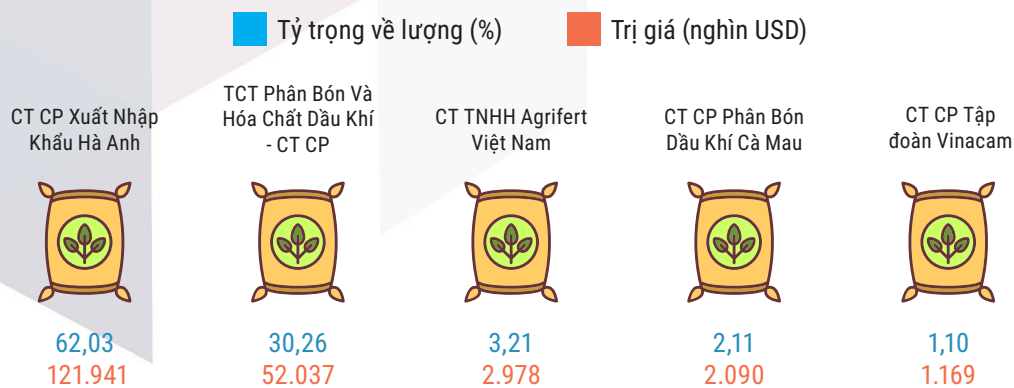 Tỷ trọng về lượng (%)
Trị giá (nghìn USD)
CT CP Xuất Nhập
Khẩu Hà Anh
TCT Phân Bón Và
Hóa Chất Dầu Khí
- CT CP
CT TNHH Agrifert
Việt Nam
CT CP Phân Bón
Dầu Khí Cà Mau
CT CP Tập
đoàn Vinacam
62,03
121.941
30,26
52.037
3,21
2.978
2,11
2.090
1,10
1.169